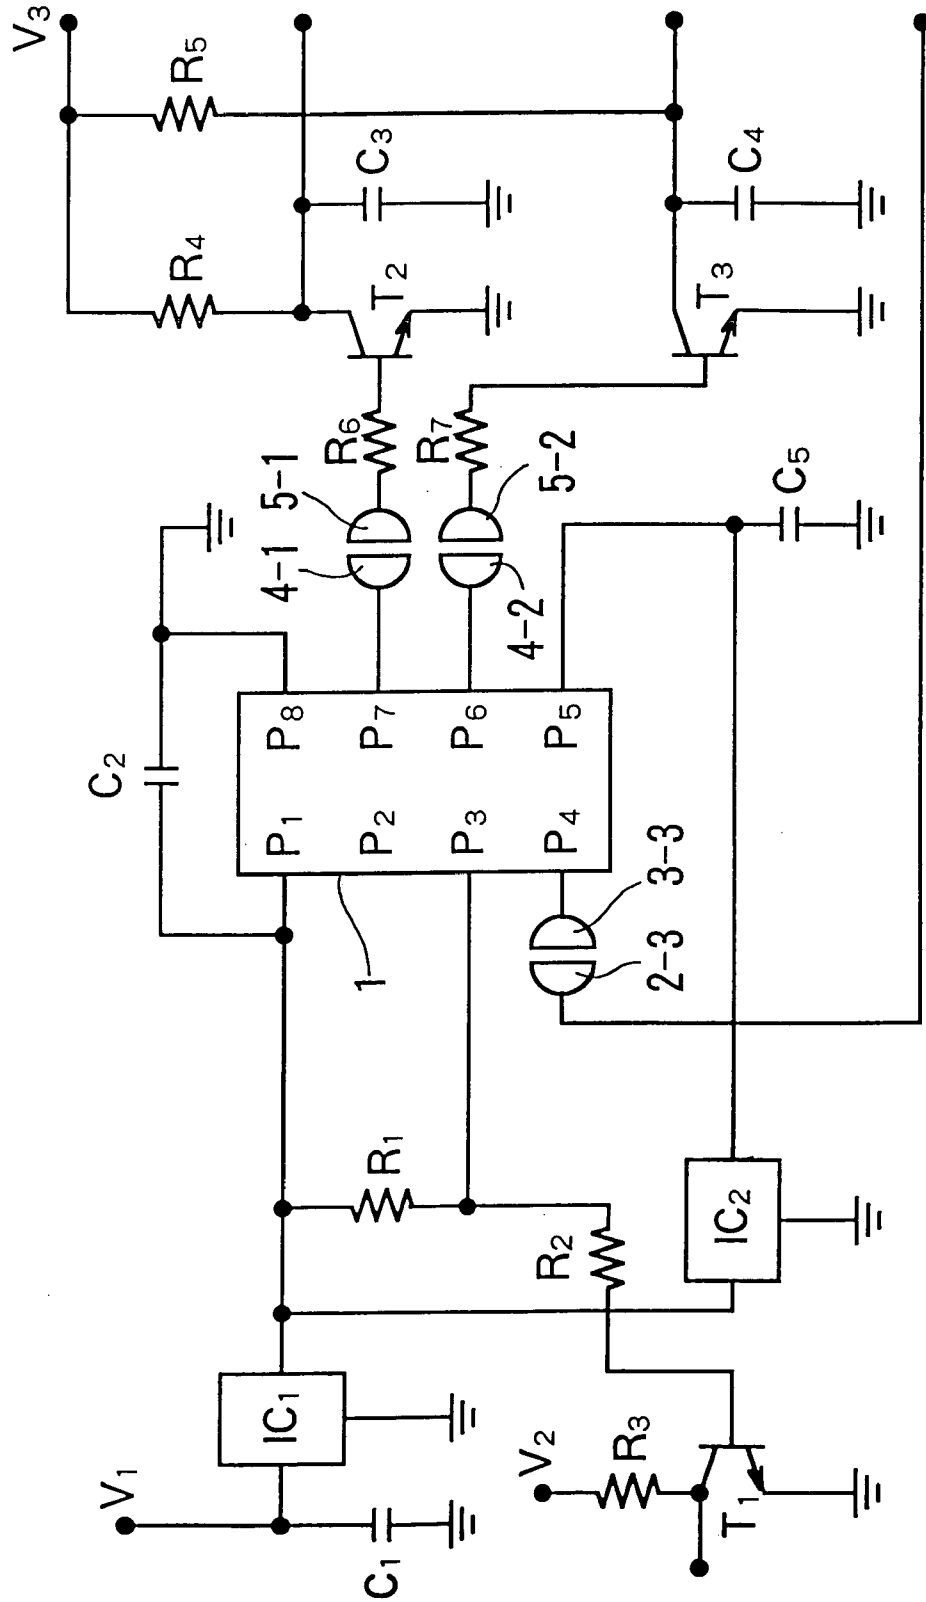 V1
C1
IC1
V2
R3
T1
R1
R2
IC2
C2
1
P1
P2
P3
P4
P8
P7
P6
P5
2-3
3-3
4-1
5-1
4-2
5-2
R6
R7
C5
R4
R5
V3
T2
C3
T3
C4